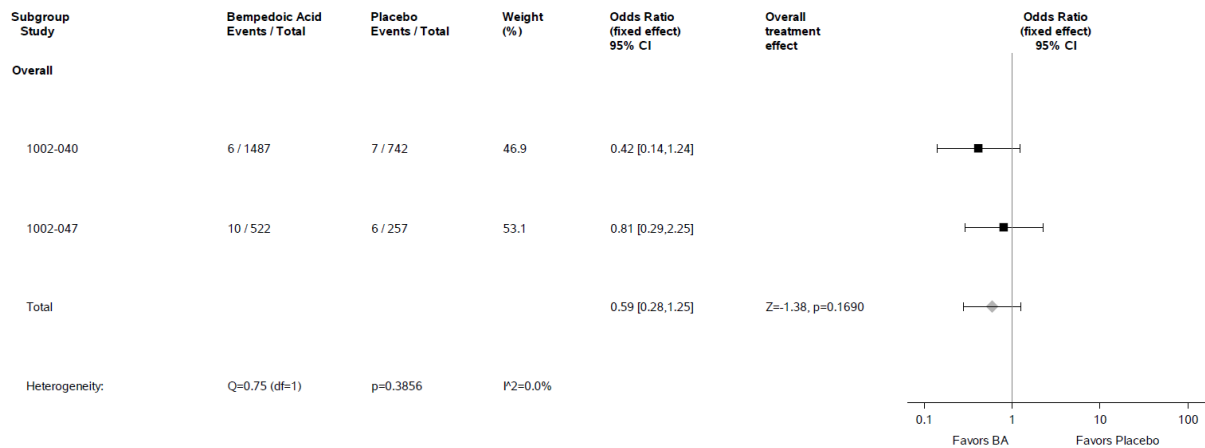 Subgroup Bempedoic Acid Placebo Weight Odds Ratio Overall Odds Ratio
Study Events / Total Events / Total (%) (fixed effect) treatment (fixed effect)
95% CI effect 95% CI
Overall
1002-040 6 / 1487 7 / 742 46.9 0.42 [0.14,1.24]
1002-047 10 / 522 6 / 257 53.1 0.81 [0.29,2.25]
Total 0.59 [0.28,1.25] Z=-1.38, p=0.1690
Heterogeneity: Q=0.75 (df=1) p=0.3856 I^2=0.0%
0.1 1 10 100
Favors BA Favors Placebo